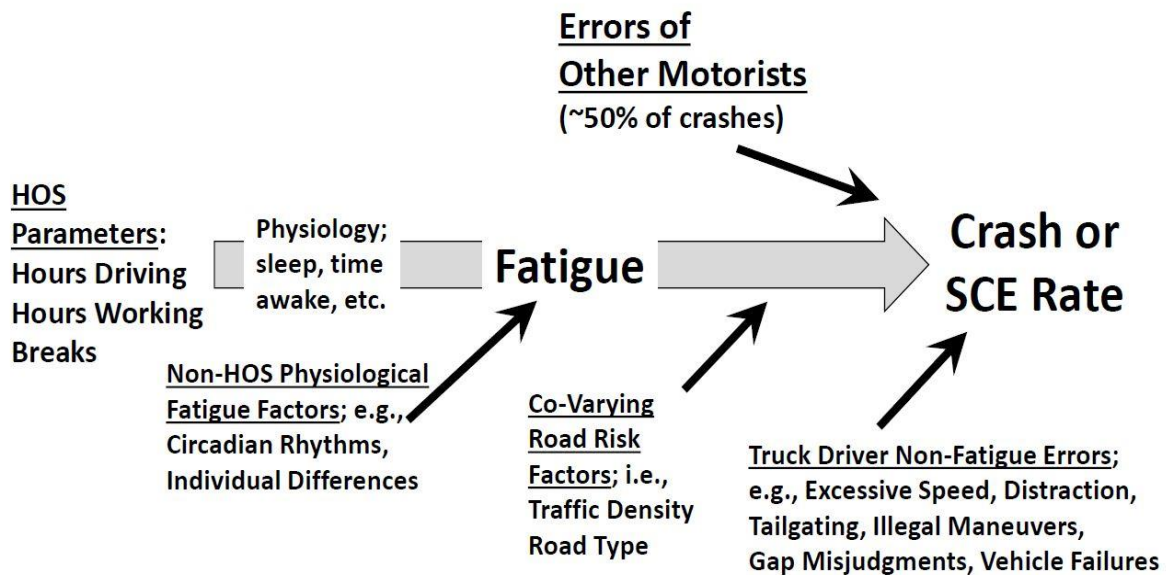 Errors of
Other Motorists
(~50% of crashes)
HOS
Parameters:
Hours Driving
Hours Working
Breaks
Physiology;
sleep, time
awake, etc.
Fatigue
Crash or
SCE Rate
Non-HOS Physiological
Fatigue Factors; e.g.,
Circadian Rhythms,
Individual Differences
Co-Varying
Road Risk
Factors; i.e.,
Traffic Density
Road Type
Truck Driver Non-Fatigue Errors;
e.g., Excessive Speed, Distraction,
Tailgating, Illegal Maneuvers,
Gap Misjudgments, Vehicle Failures